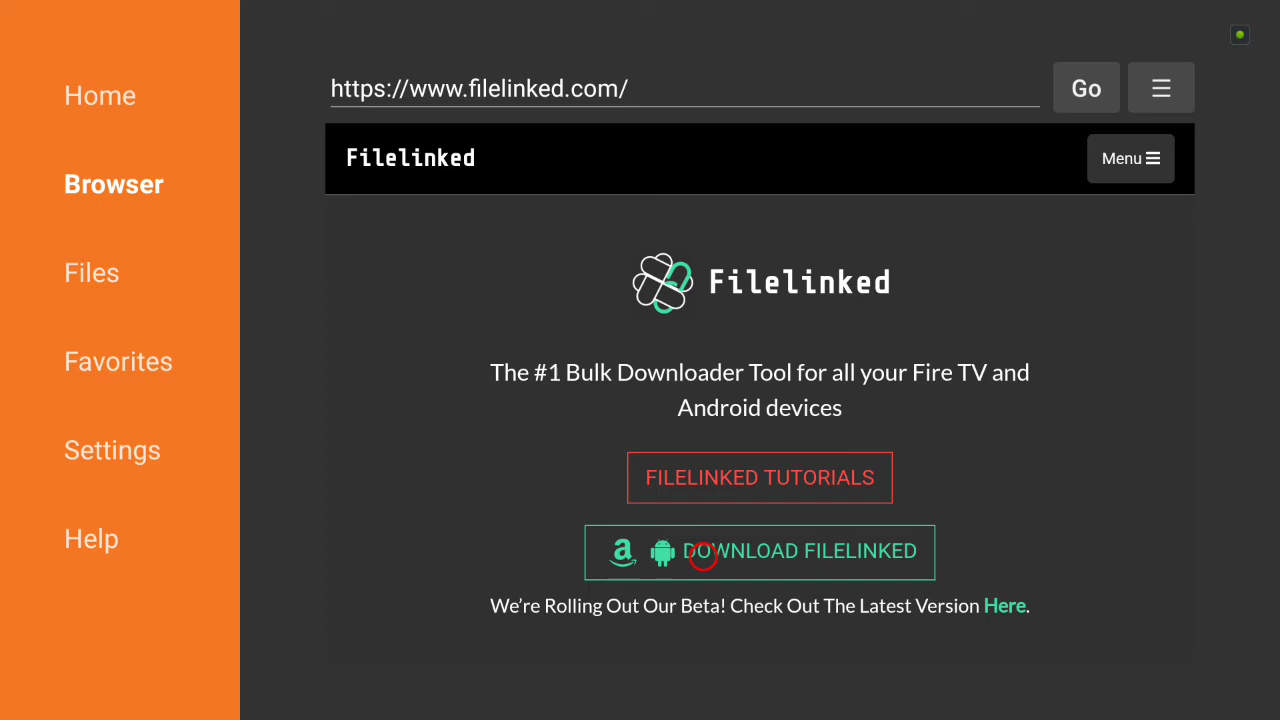 Home
Browser
Files
Favorites
Settings
Help
https://www.filelinked.com/
Go
Filelinked
Menu
Filelinked
The #1 Bulk Downloader Tool for all your Fire TV and
Android devices
FILELINKED TUTORIALS
DOWNLOAD FILELINKED
We're Rolling Out Our Beta! Check Out The Latest Version Here.